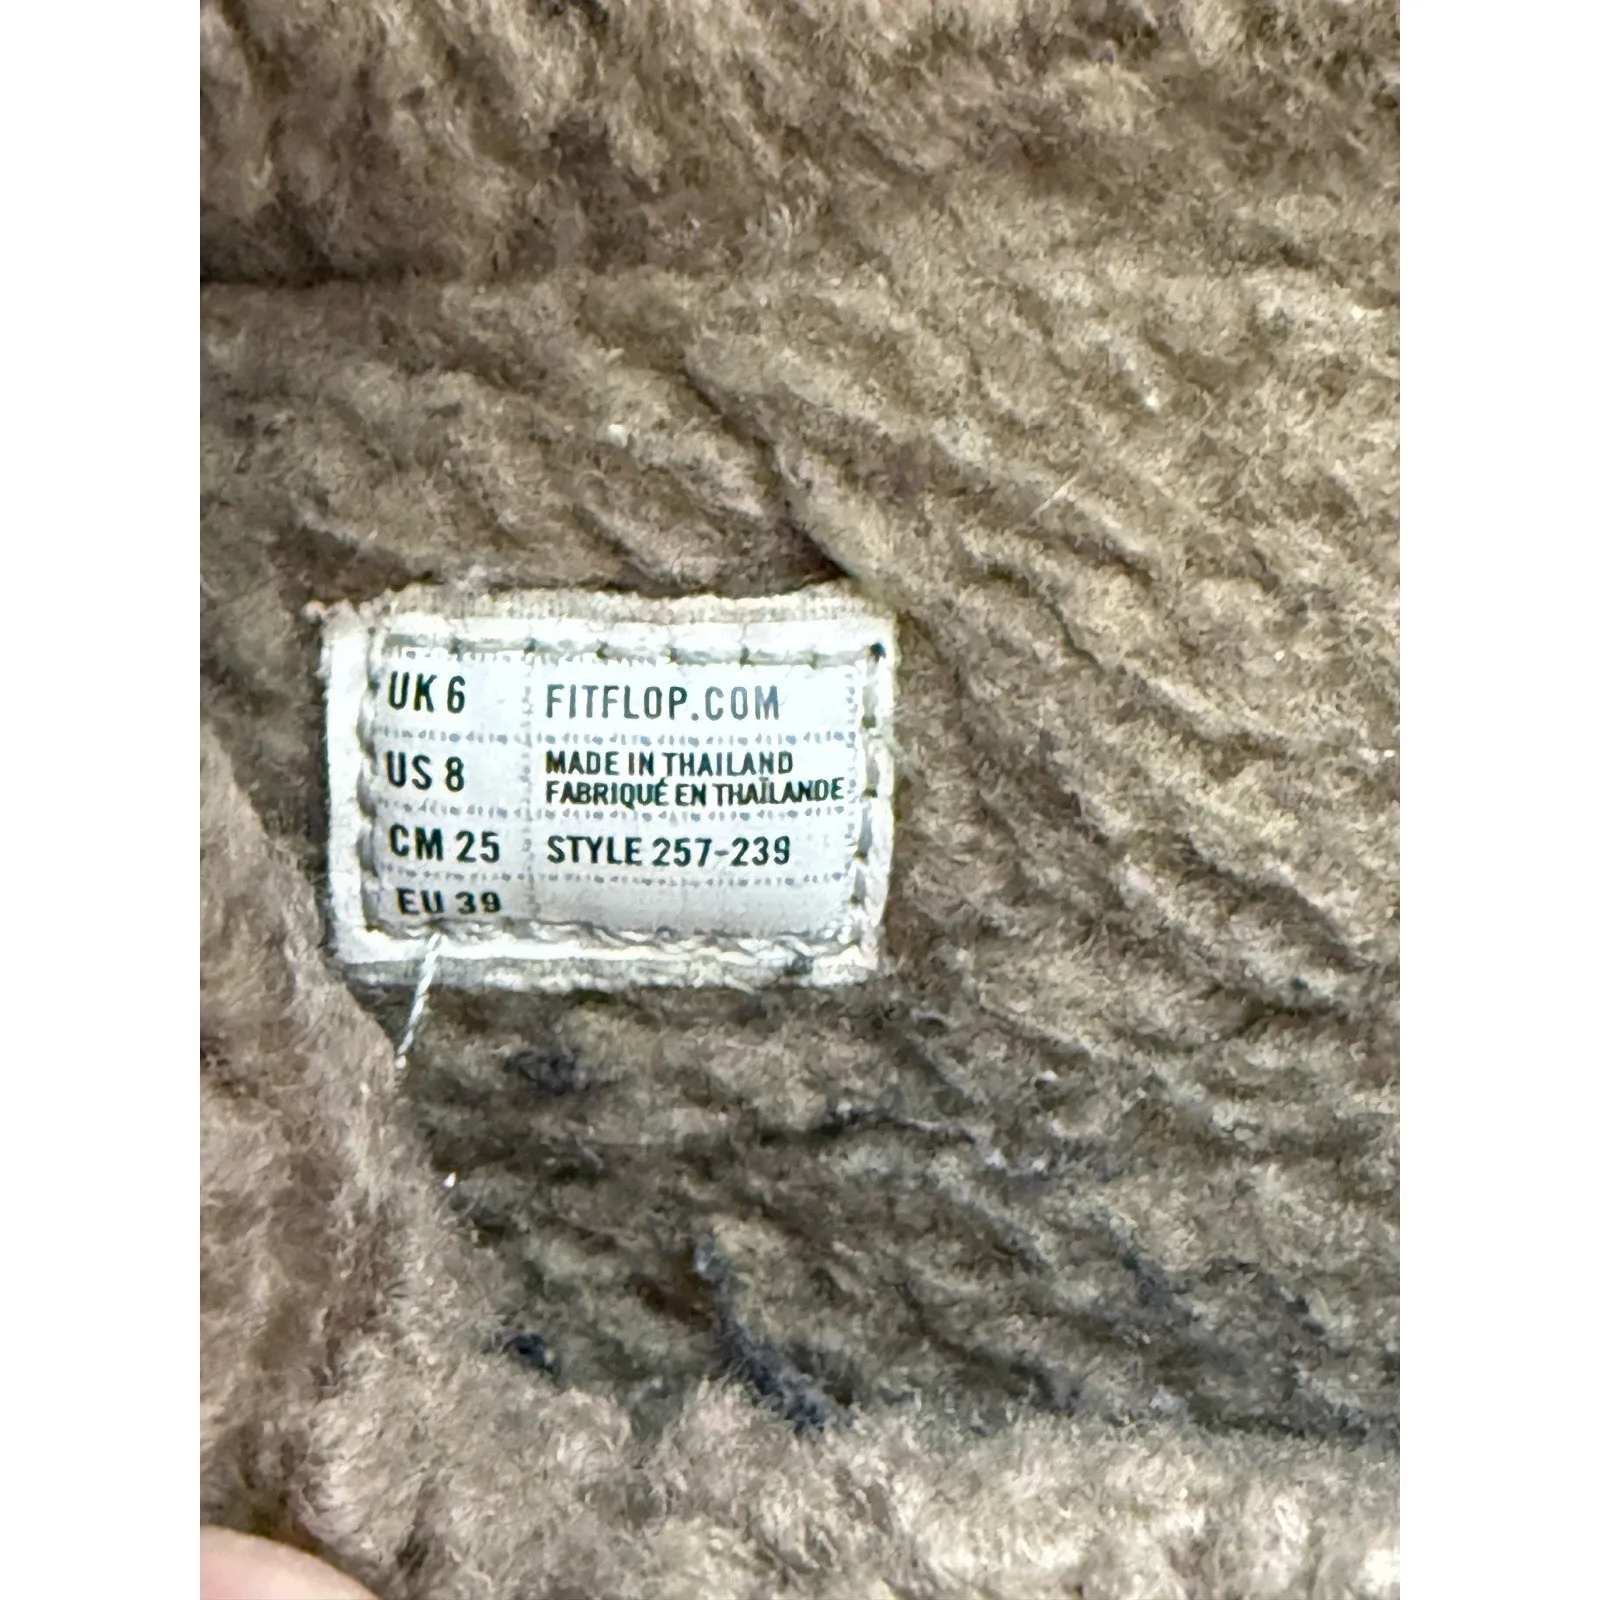 UK 6
US 8
CM 25
EU 39
FITFLOP.COM
MADE IN THAILAND
FABRIQUÉ EN THAÏLANDE
STYLE 257-239